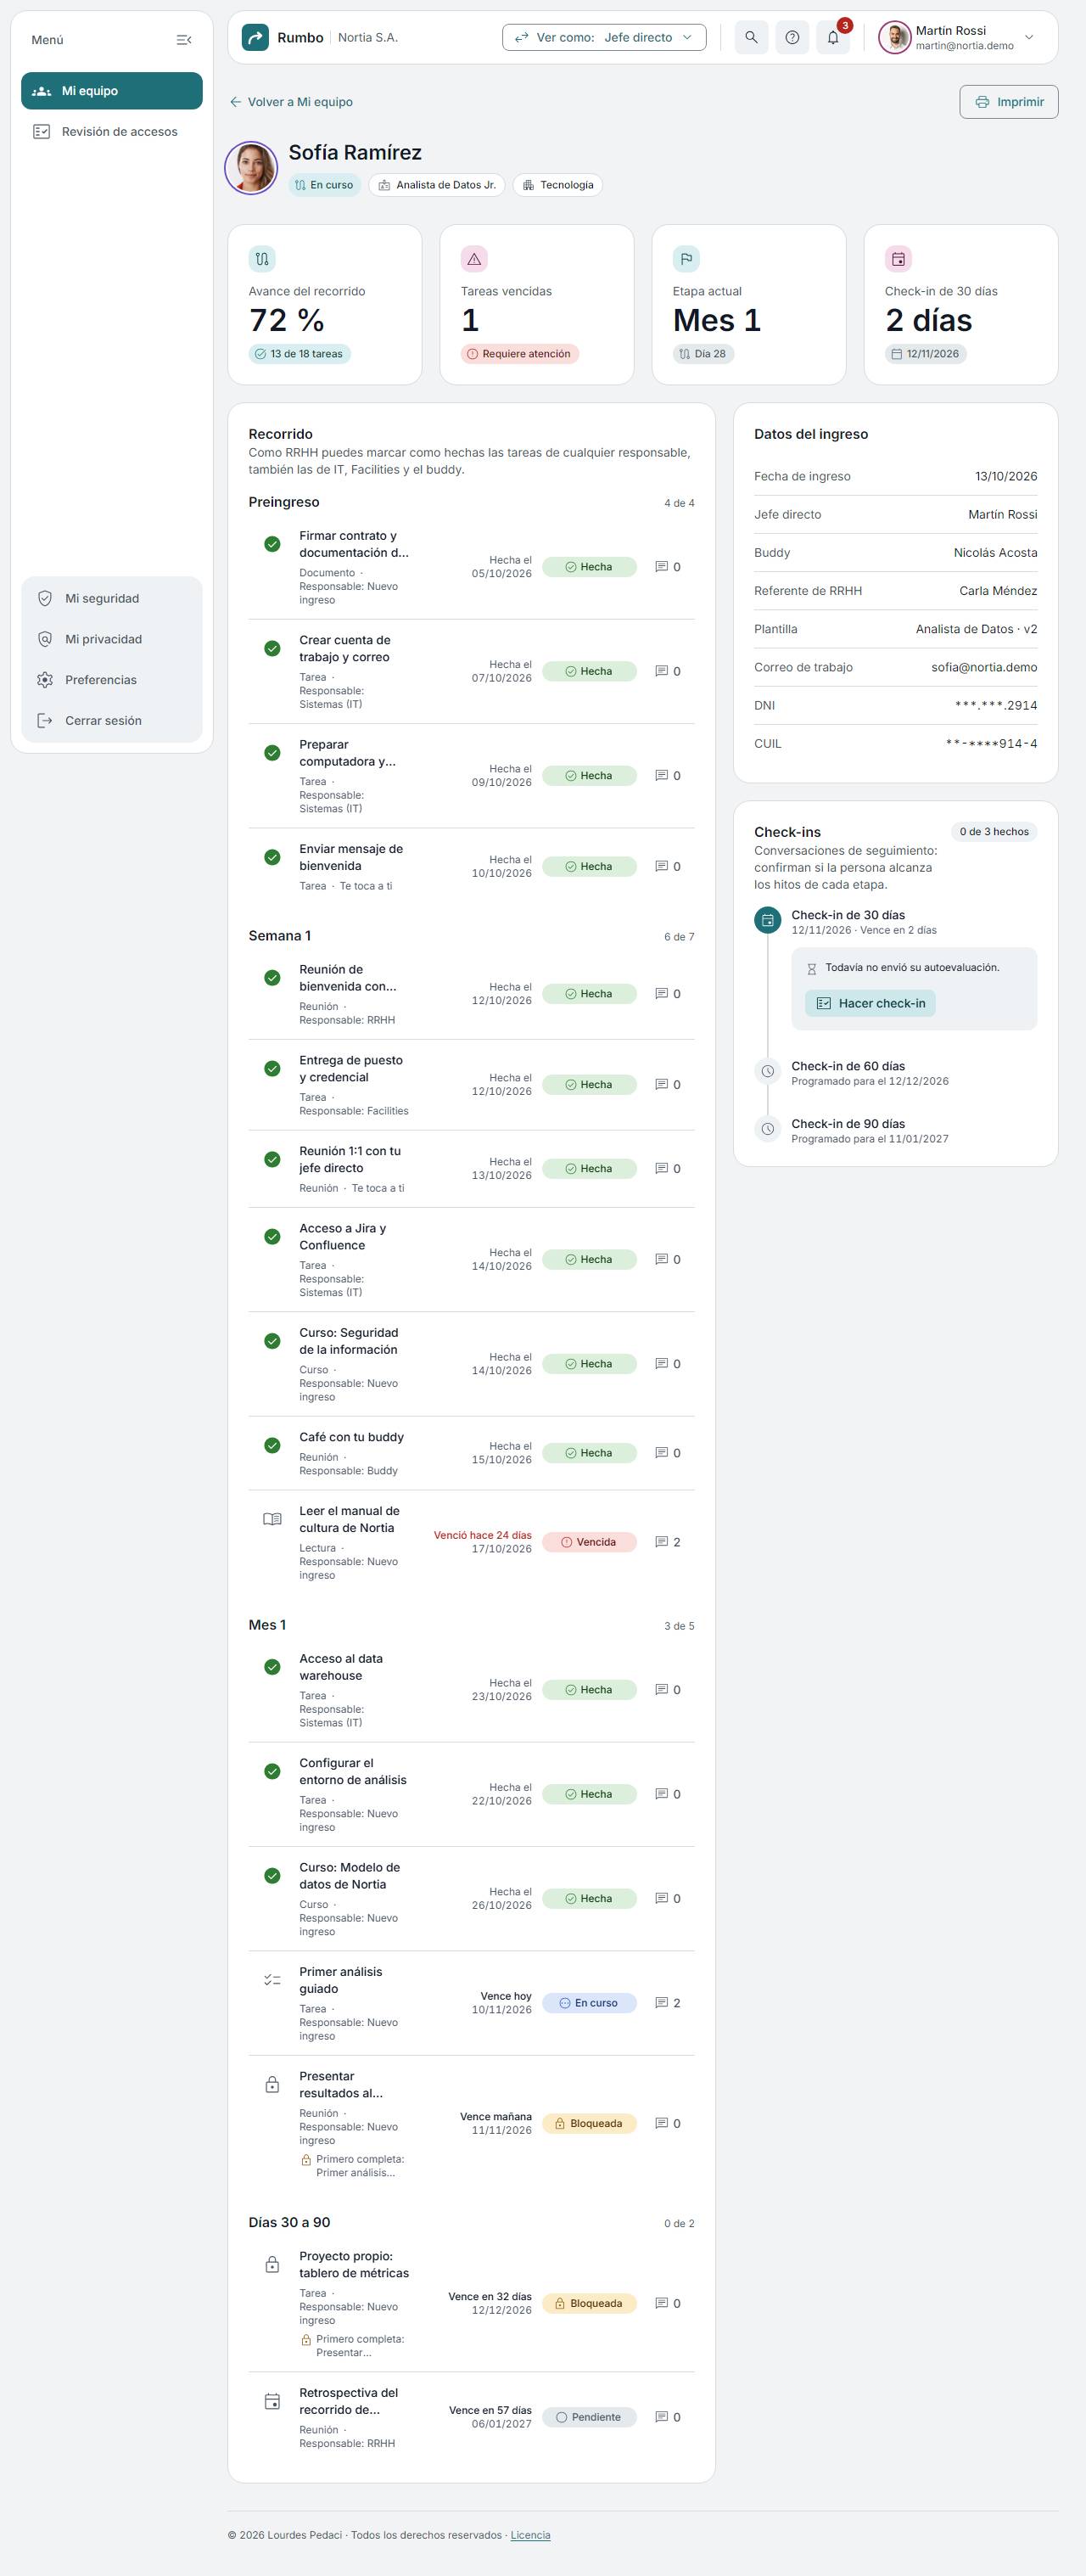 Menú
Mi equipo
Revisión de accesos
Mi seguridad
Mi privacidad
Preferencias
Cerrar sesión
Rumbo
Nortia S.A.
Ver como: Jefe directo
3
Martín Rossi
martin@nortia.demo
Volver a Mi equipo
Imprimir
Sofía Ramírez
En curso
Analista de Datos Jr.
Tecnología
Avance del recorrido
72 %
13 de 18 tareas
Tareas vencidas
1
Requiere atención
Etapa actual
Mes 1
Día 28
Check-in de 30 días
2 días
12/11/2026
Recorrido
Como RRHH puedes marcar como hechas las tareas de cualquier responsable,
también las de IT, Facilities y el buddy.
Preingreso
4 de 4
Firmar contrato y
documentación d...
Documento ·
Responsable: Nuevo
ingreso
Hecha el
05/10/2026
Hecha
0
Crear cuenta de
trabajo y correo
Tarea ·
Responsable:
Sistemas (IT)
Hecha el
07/10/2026
Hecha
0
Preparar
computadora y...
Tarea ·
Responsable:
Sistemas (IT)
Hecha el
09/10/2026
Hecha
0
Enviar mensaje de
bienvenida
Tarea · Te toca a ti
Hecha el
10/10/2026
Hecha
0
Semana 1
6 de 7
Reunión de
bienvenida con...
Reunión ·
Responsable: RRHH
Hecha el
12/10/2026
Hecha
0
Entrega de puesto
y credencial
Tarea ·
Responsable: Facilities
Hecha el
12/10/2026
Hecha
0
Reunión 1:1 con tu
jefe directo
Reunión · Te toca a ti
Hecha el
13/10/2026
Hecha
0
Acceso a Jira y
Confluence
Tarea ·
Responsable:
Sistemas (IT)
Hecha el
14/10/2026
Hecha
0
Curso: Seguridad
de la información
Curso ·
Responsable: Nuevo
ingreso
Hecha el
14/10/2026
Hecha
0
Café con tu buddy
Reunión ·
Responsable: Buddy
Hecha el
15/10/2026
Hecha
0
Leer el manual de
cultura de Nortia
Lectura ·
Responsable: Nuevo
ingreso
Venció hace 24 días
17/10/2026
Vencida
2
Mes 1
3 de 5
Acceso al data
warehouse
Tarea ·
Responsable:
Sistemas (IT)
Hecha el
23/10/2026
Hecha
0
Configurar el
entorno de análisis
Tarea ·
Responsable: Nuevo
ingreso
Hecha el
22/10/2026
Hecha
0
Curso: Modelo de
datos de Nortia
Curso ·
Responsable: Nuevo
ingreso
Hecha el
26/10/2026
Hecha
0
Primer análisis
guiado
Tarea ·
Responsable: Nuevo
ingreso
Vence hoy
10/11/2026
En curso
2
Presentar
resultados al...
Reunión ·
Responsable: Nuevo
ingreso
Primero completa:
Primer análisis...
Vence mañana
11/11/2026
Bloqueada
0
Días 30 a 90
0 de 2
Proyecto propio:
tablero de métricas
Tarea ·
Responsable: Nuevo
ingreso
Primero completa:
Presentar...
Vence en 32 días
12/12/2026
Bloqueada
0
Retrospectiva del
recorrido de...
Reunión ·
Responsable: RRHH
Vence en 57 días
06/01/2027
Pendiente
0
Datos del ingreso
Fecha de ingreso
13/10/2026
Jefe directo
Martín Rossi
Buddy
Nicolás Acosta
Referente de RRHH
Carla Méndez
Plantilla
Analista de Datos · v2
Correo de trabajo
sofia@nortia.demo
DNI
***.***.2914
CUIL
**-****914-4
Check-ins
0 de 3 hechos
Conversaciones de seguimiento:
confirman si la persona alcanza
los hitos de cada etapa.
Check-in de 30 días
12/11/2026 · Vence en 2 días
Todavía no envió su autoevaluación.
Hacer check-in
Check-in de 60 días
Programado para el 12/12/2026
Check-in de 90 días
Programado para el 11/01/2027
© 2026 Lourdes Pedaci · Todos los derechos reservados · Licencia